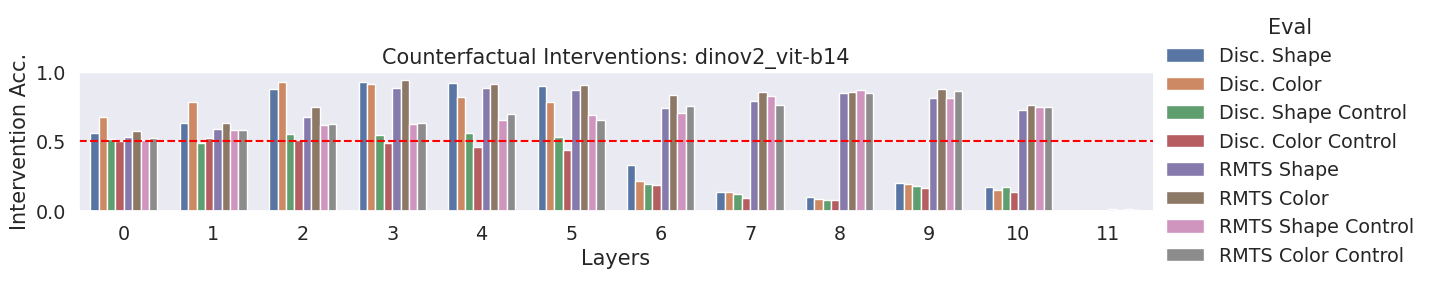 Counterfactual Interventions: dinov2_vit-b14
Intervention Acc.
1.0
0.5
0.0
0 1 2 3 4 5 6 7 8 9 10 11
Layers
Eval
Disc. Shape
Disc. Color
Disc. Shape Control
Disc. Color Control
RMTS Shape
RMTS Color
RMTS Shape Control
RMTS Color Control